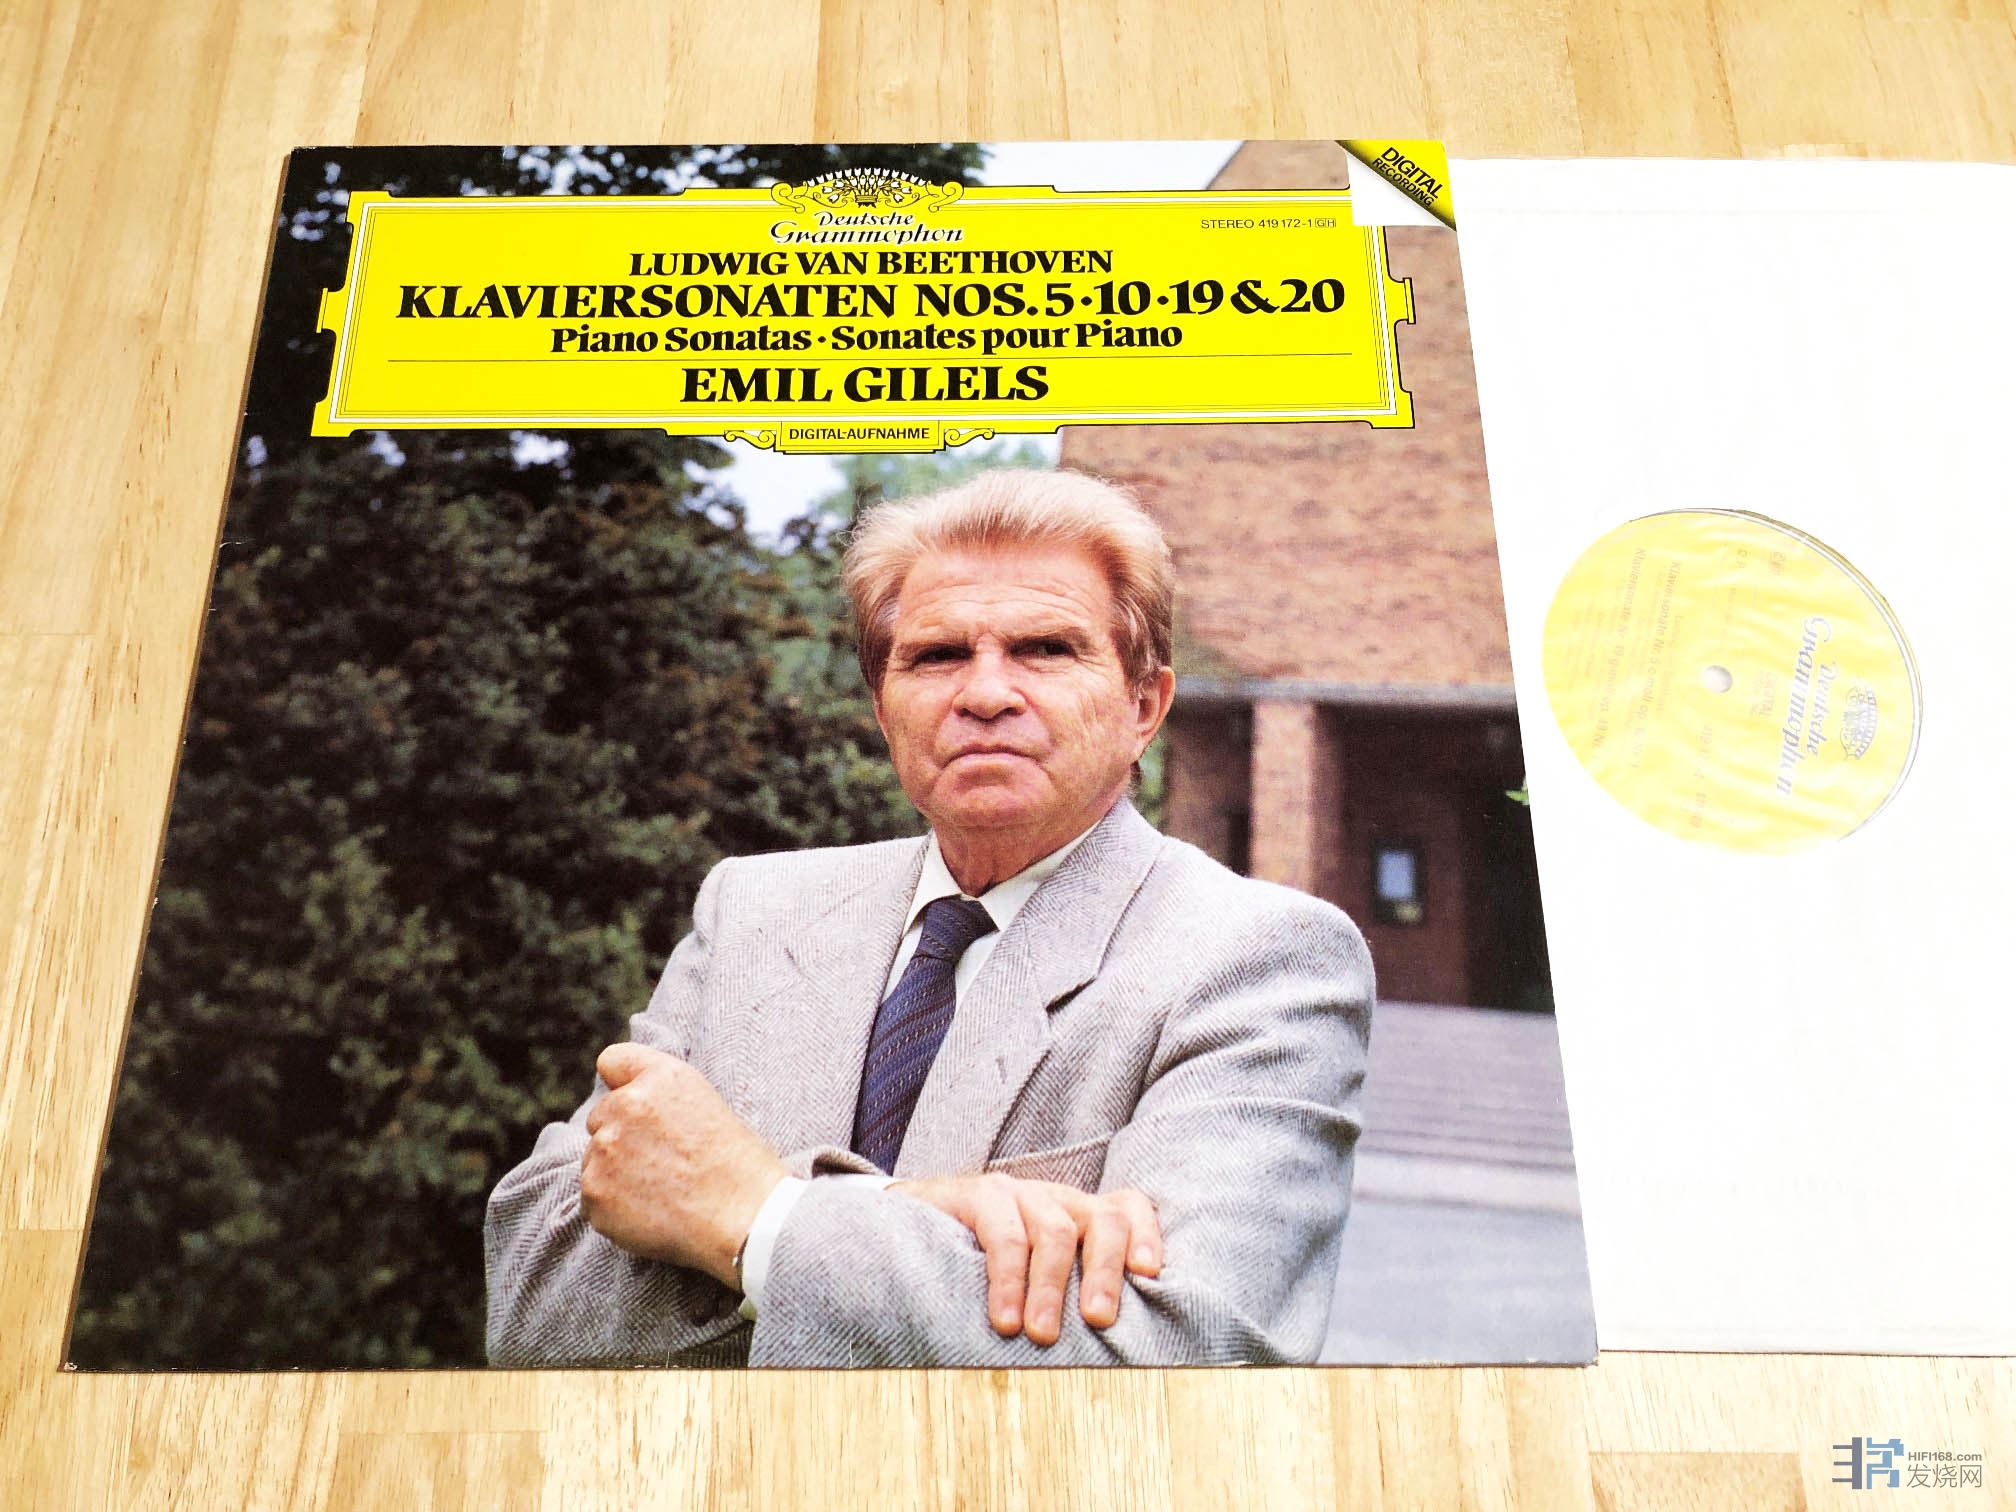 DIGITAL
RECORDING
Deutsche
Grammophon
STEREO 419 172-1 GH
LUDWIG VAN BEETHOVEN
KLAVIERSONATEN NOS. 5·10·19 & 20
Piano Sonatas · Sonates pour Piano
EMIL GILELS
DIGITAL-AUFNAHME
Deutsche
Grammophon
HIFI168.com
发烧网